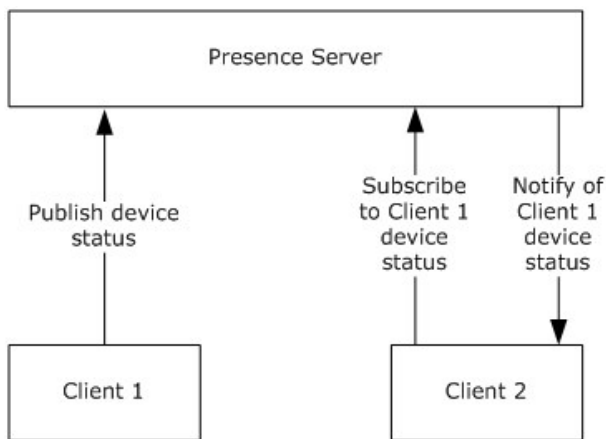 Presence Server
Publish device
status
Subscribe
to Client 1
device
status
Notify of
Client 1
device
status
Client 1
Client 2